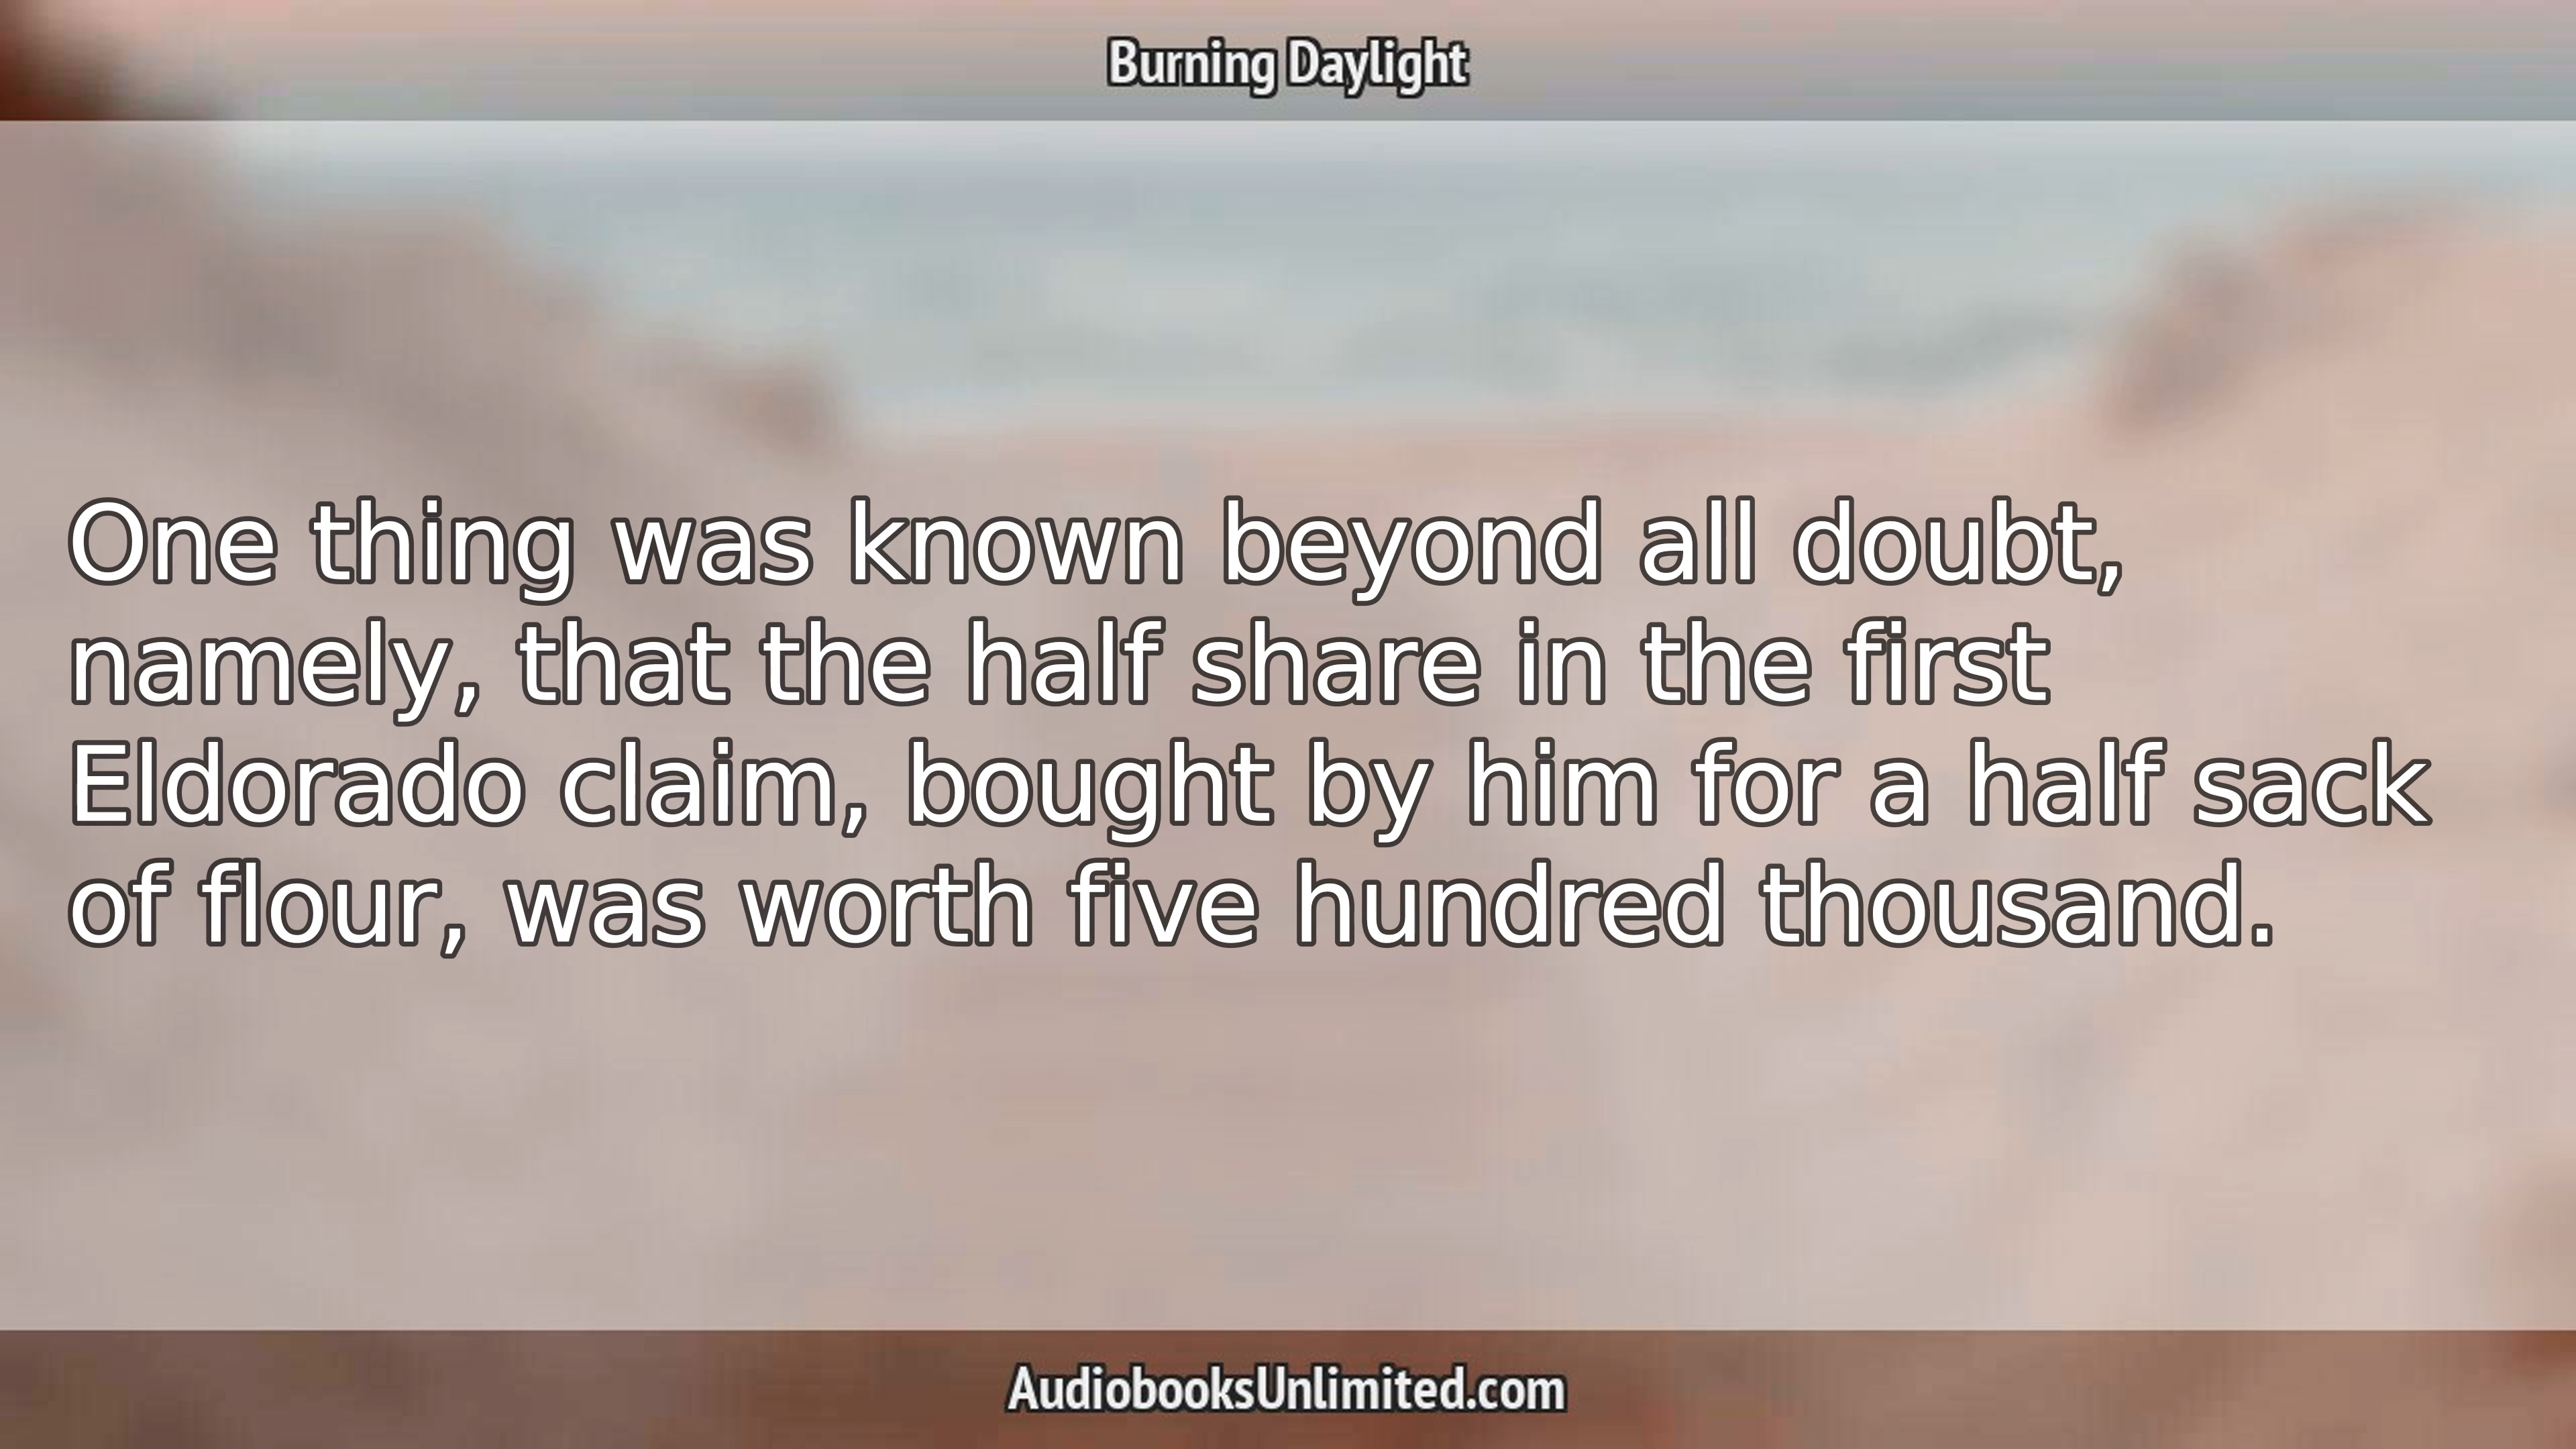 Burning Daylight
One thing was known beyond all doubt,
namely, that the half share in the first
Eldorado claim, bought by him for a half sack
of flour, was worth five hundred thousand.
AudiobooksUnlimited.com